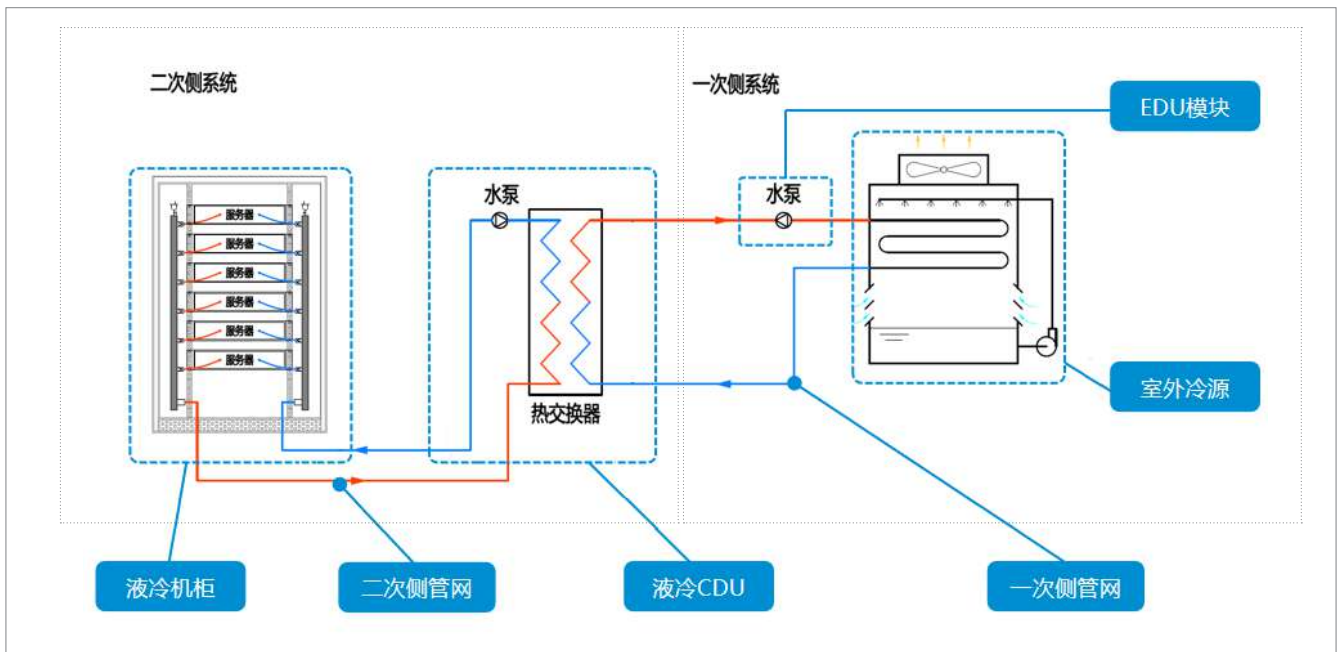 二次侧系统
一次侧系统
EDU模块
水泵
水泵
服务器
服务器
服务器
服务器
服务器
服务器
热交换器
室外冷源
液冷机柜
二次侧管网
液冷CDU
一次侧管网